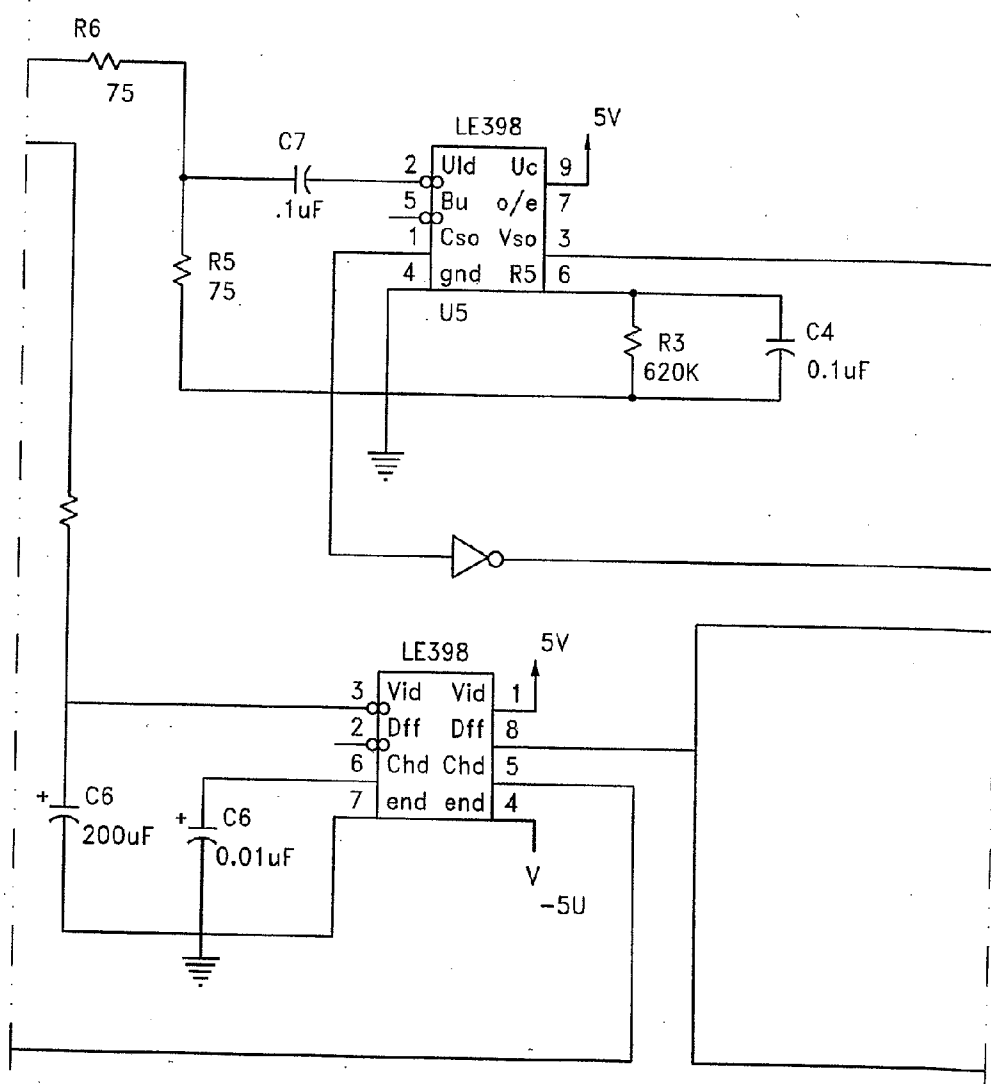 R6
75
C7
.1uF
R5
75
LE398
5V
2 Uld Uc 9
5 Bu o/e 7
1 Cso Vso 3
4 gnd R5 6
U5
R3
620K
C4
0.1uF
LE398
5V
3 Vid Vid 1
2 Dff Dff 8
6 Chd Chd 5
7 end end 4
+ C6
200uF
+ C6
0.01uF
V
-5U